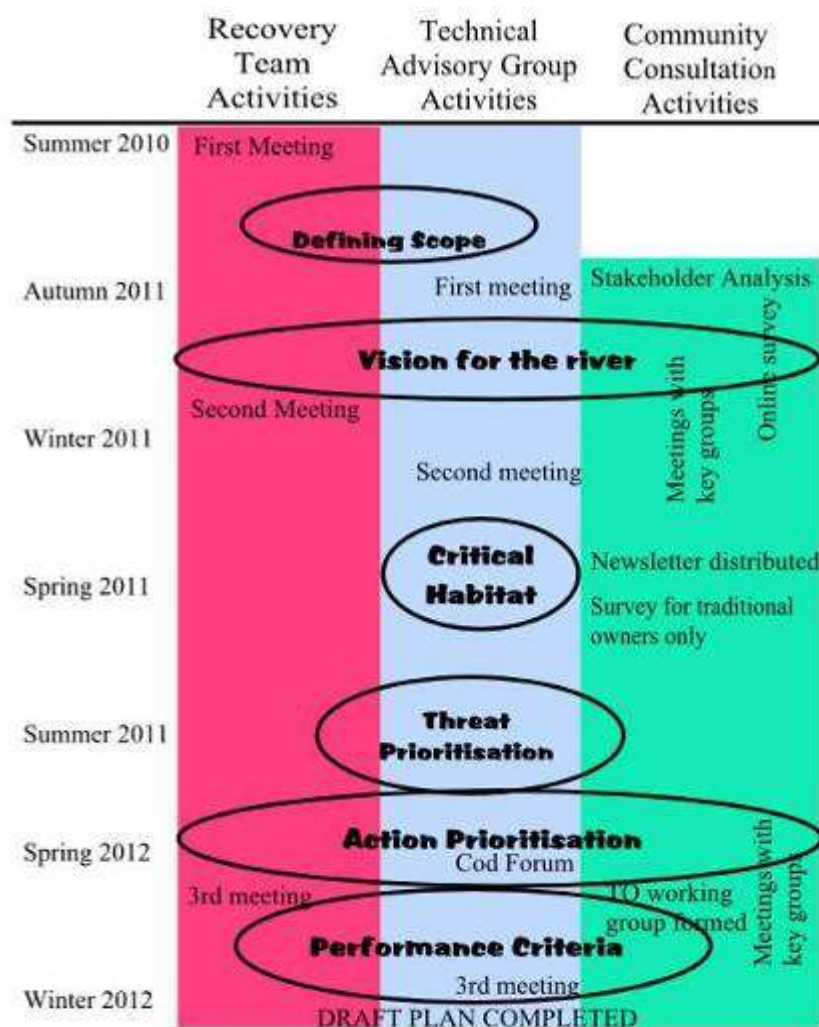 Recovery
Team
Activities
Technical
Advisory Group
Activities
Community
Consultation
Activities
Summer 2010
First Meeting
Defining Scope
Autumn 2011
First meeting
Stakeholder Analysis
Vision for the river
Online survey
Meetings with
key groups
Second Meeting
Winter 2011
Second meeting
Critical
Habitat
Newsletter distributed
Spring 2011
Survey for traditional
owners only
Summer 2011
Threat
Prioritisation
Action Prioritisation
Spring 2012
Cod Forum
Meetings with
key groups
3rd meeting
TO working
group formed
Performance Criteria
3rd meeting
Winter 2012
DRAFT PLAN COMPLETED